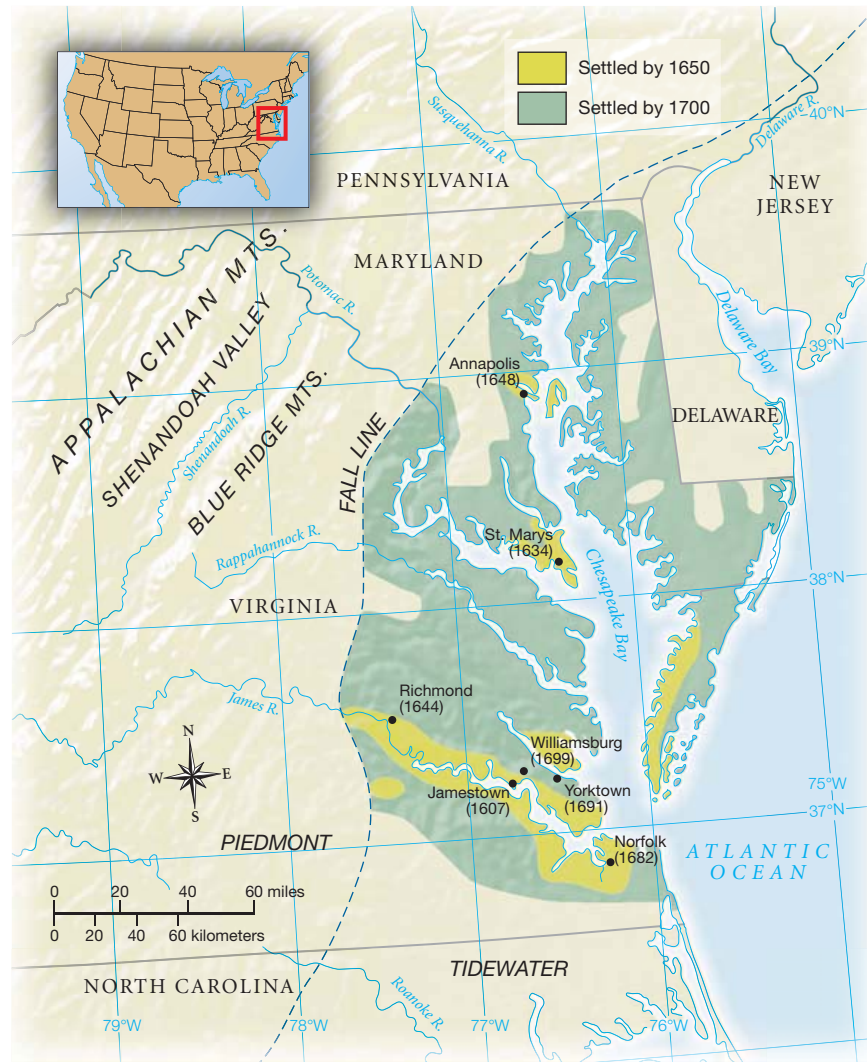 Settled by 1650
Settled by 1700
Susquehanna R.
Delaware R.
40°N
PENNSYLVANIA
NEW
JERSEY
MARYLAND
APPALACHIAN MTS.
Potomac R.
SHENANDOAH VALLEY
Shenandoah R.
BLUE RIDGE MTS.
Delaware Bay
39°N
Annapolis
(1648)
DELAWARE
FALL LINE
St. Marys
(1634)
Rappahannock R.
Chesapeake Bay
38°N
VIRGINIA
Richmond
(1644)
James R.
N
W
E
S
Williamsburg
(1699)
Jamestown
(1607)
Yorktown
(1691)
75°W
37°N
PIEDMONT
Norfolk
(1682)
ATLANTIC
OCEAN
0 20 40 60 miles
0 20 40 60 kilometers
TIDEWATER
NORTH CAROLINA
Roanoke R.
79°W
78°W
77°W
76°W